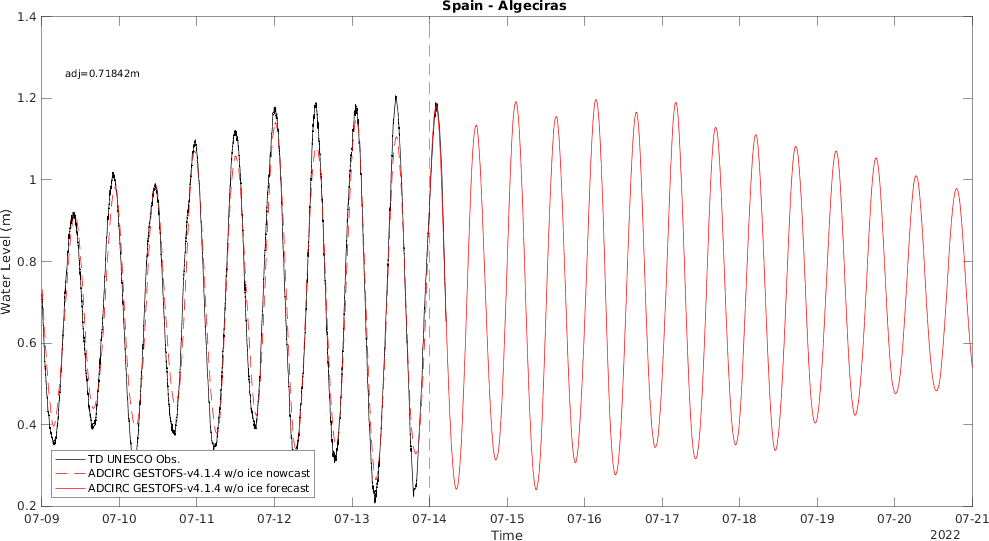 Spain - Algeciras
1.4
adj=0.71842m
1.2
1
0.8
Water Level (m)
0.6
0.4
TD UNESCO Obs.
ADCIRC GESTOFS-v4.1.4 w/o ice nowcast
ADCIRC GESTOFS-v4.1.4 w/o ice forecast
0.2
07-09 07-10 07-11 07-12 07-13 07-14 07-15 07-16 07-17 07-18 07-19 07-20 07-21
Time
2022